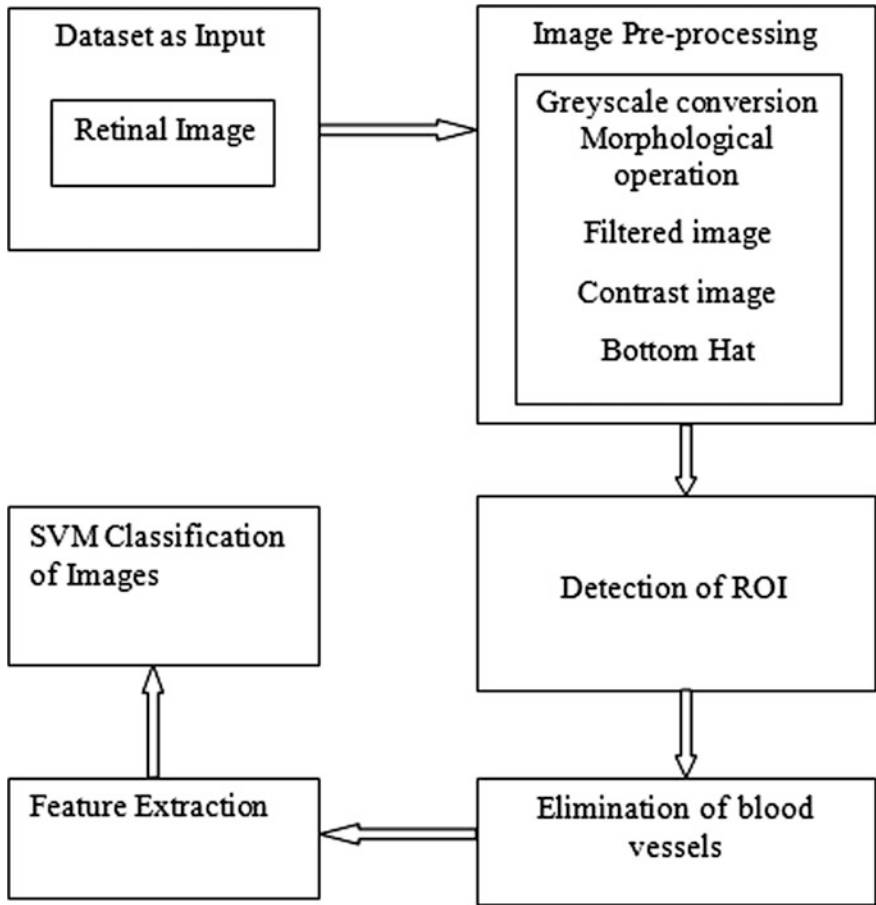 Dataset as Input
Retinal Image
Image Pre-processing
Greyscale conversion
Morphological
operation
Filtered image
Contrast image
Bottom Hat
Detection of ROI
Elimination of blood
vessels
Feature Extraction
SVM Classification
of Images